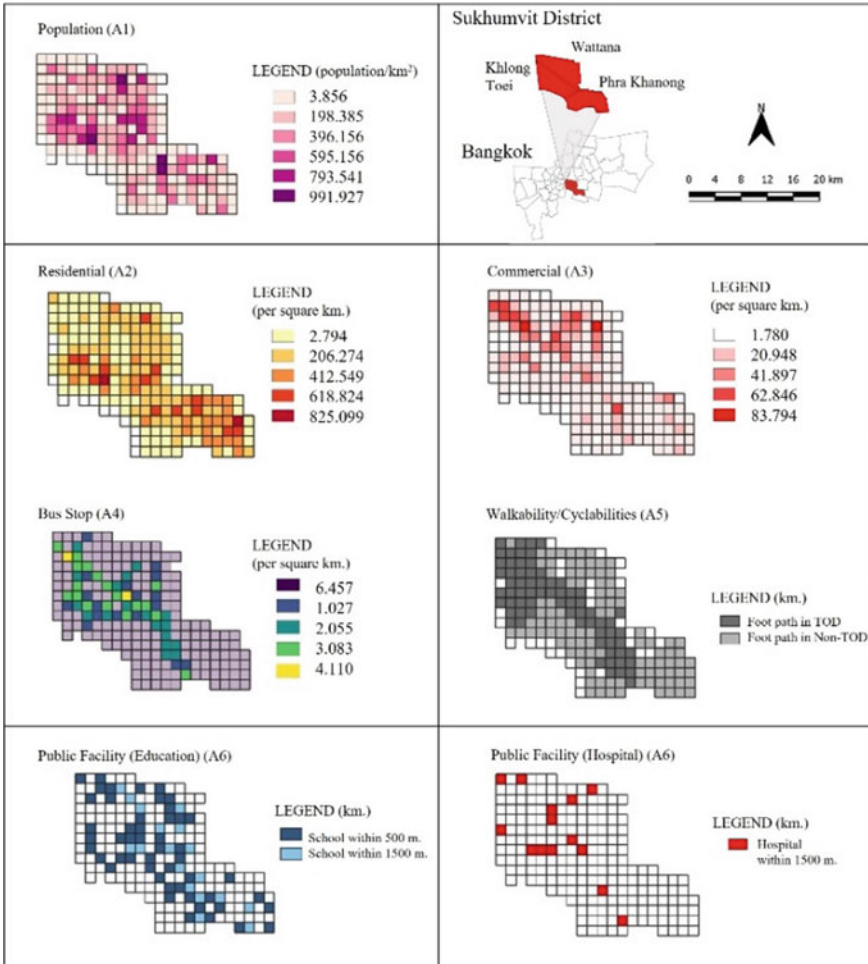 Population (A1)
LEGEND (population/km²)
3.856
198.385
396.156
595.156
793.541
991.927
Sukhumvit District
Wattana
Khlong
Toei
Phra Khanong
Bangkok
N
0 4 8 12 16 20 km
Residential (A2)
LEGEND
(per square km.)
2.794
206.274
412.549
618.824
825.099
Commercial (A3)
LEGEND
(per square km.)
1.780
20.948
41.897
62.846
83.794
Bus Stop (A4)
LEGEND
(per square km.)
6.457
1.027
2.055
3.083
4.110
Walkability/Cyclabilities (A5)
LEGEND (km.)
Foot path in TOD
Foot path in Non-TOD
Public Facility (Education) (A6)
LEGEND (km.)
School within 500 m.
School within 1500 m.
Public Facility (Hospital) (A6)
LEGEND (km.)
Hospital
within 1500 m.